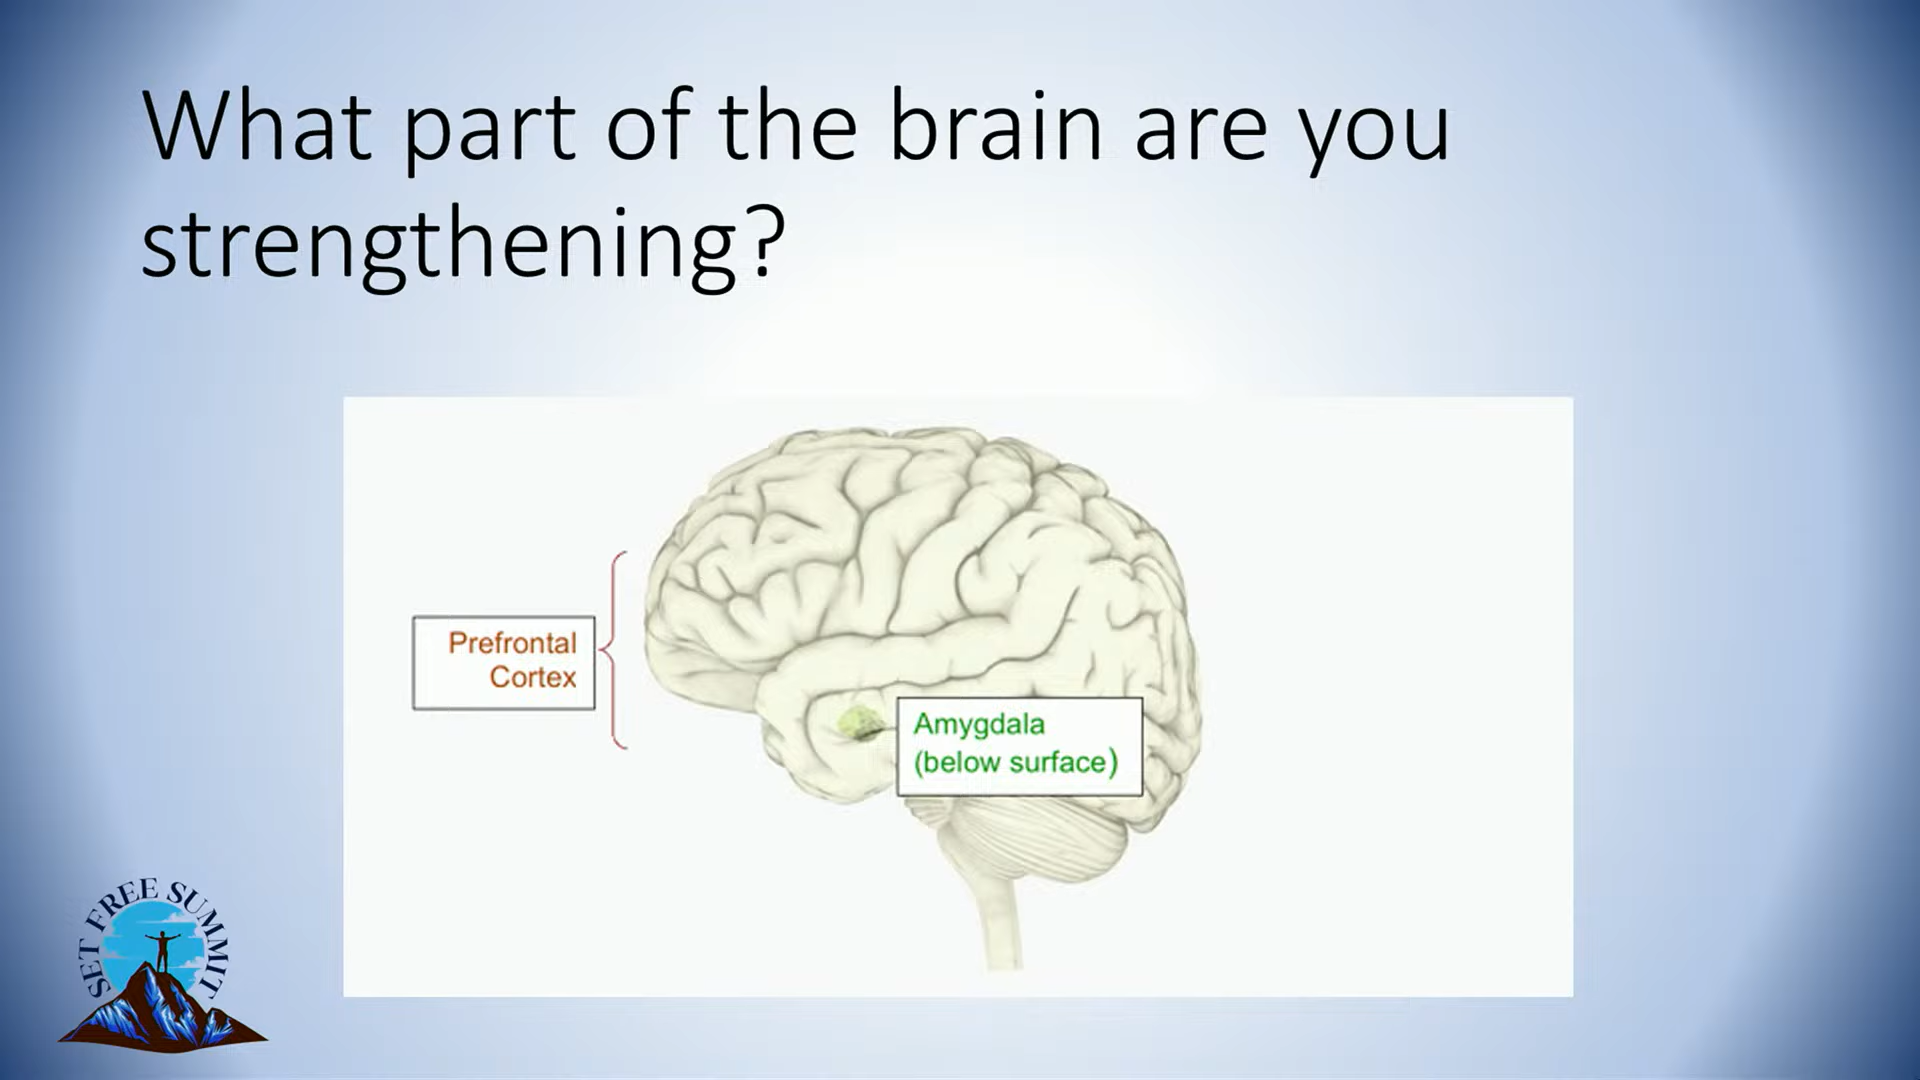 What part of the brain are you
strengthening?
Prefrontal
Cortex
Amygdala
(below surface)
SET FREE SUMMIT